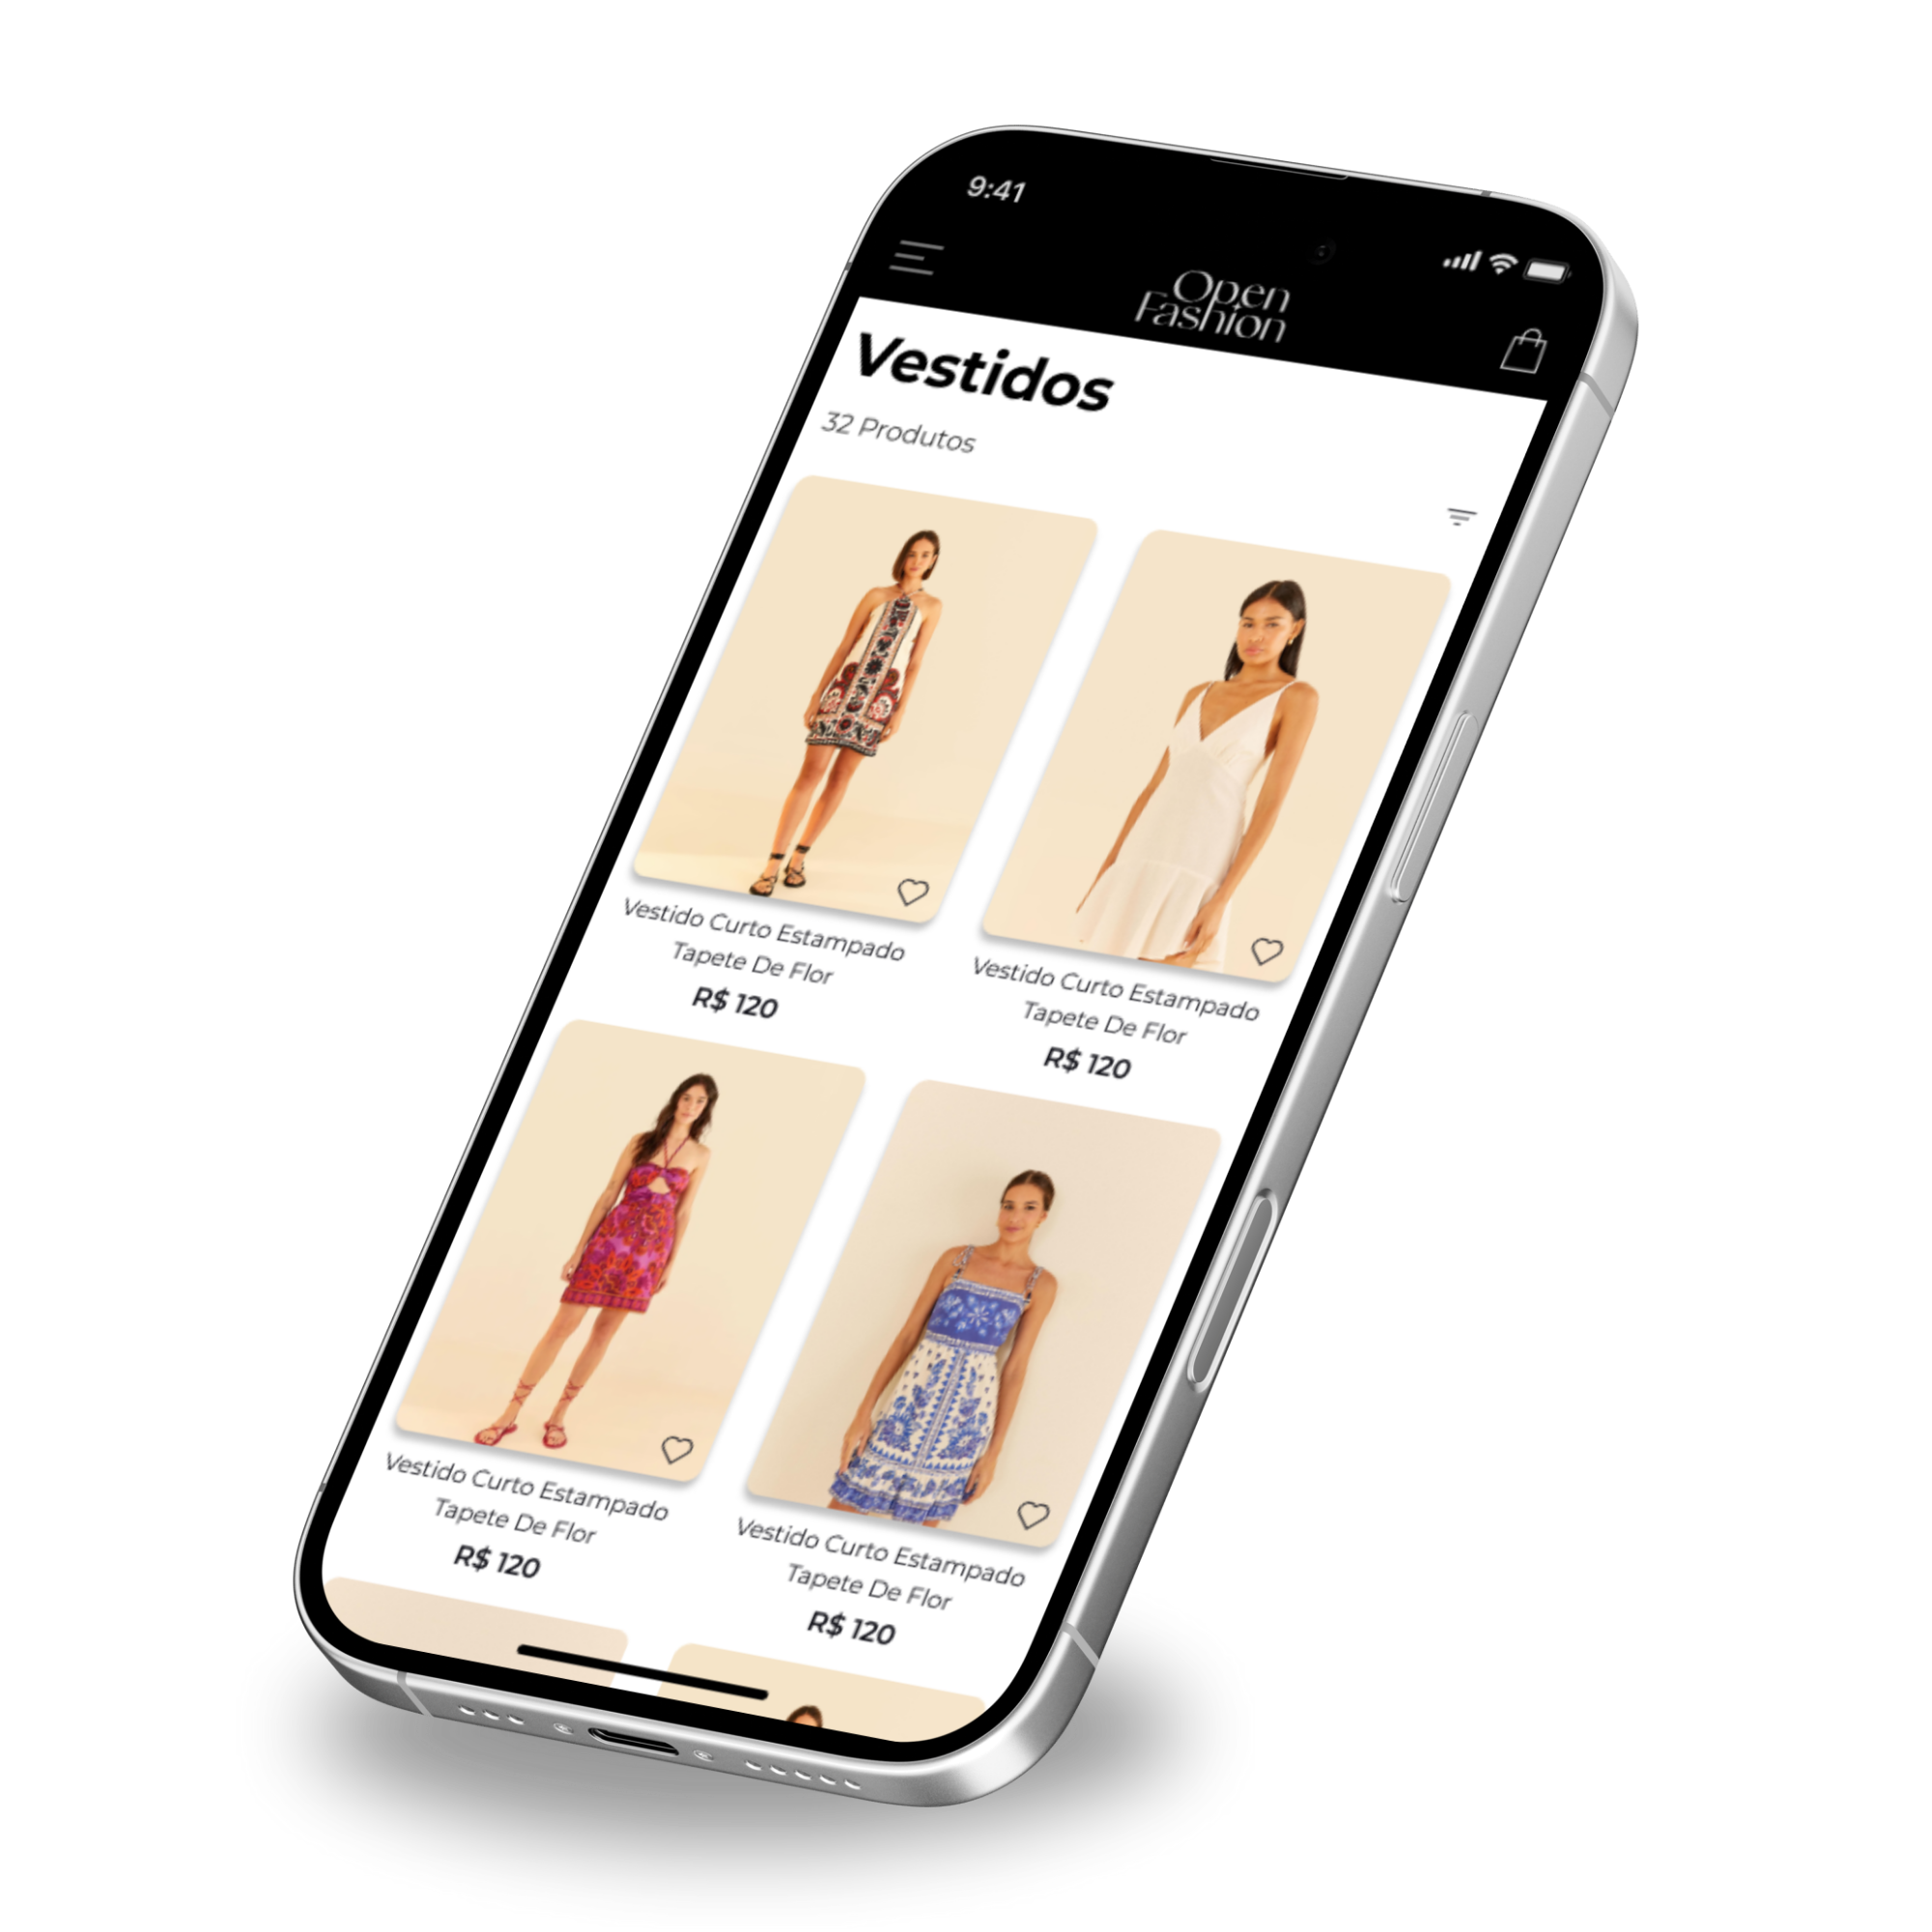 9:41
Open
Fashion
Vestidos
32 Produtos
Vestido Curto Estampado
Tapete De Flor
R$ 120
Vestido Curto Estampado
Tapete De Flor
R$ 120
Vestido Curto Estampado
Tapete De Flor
R$ 120
Vestido Curto Estampado
Tapete De Flor
R$ 120